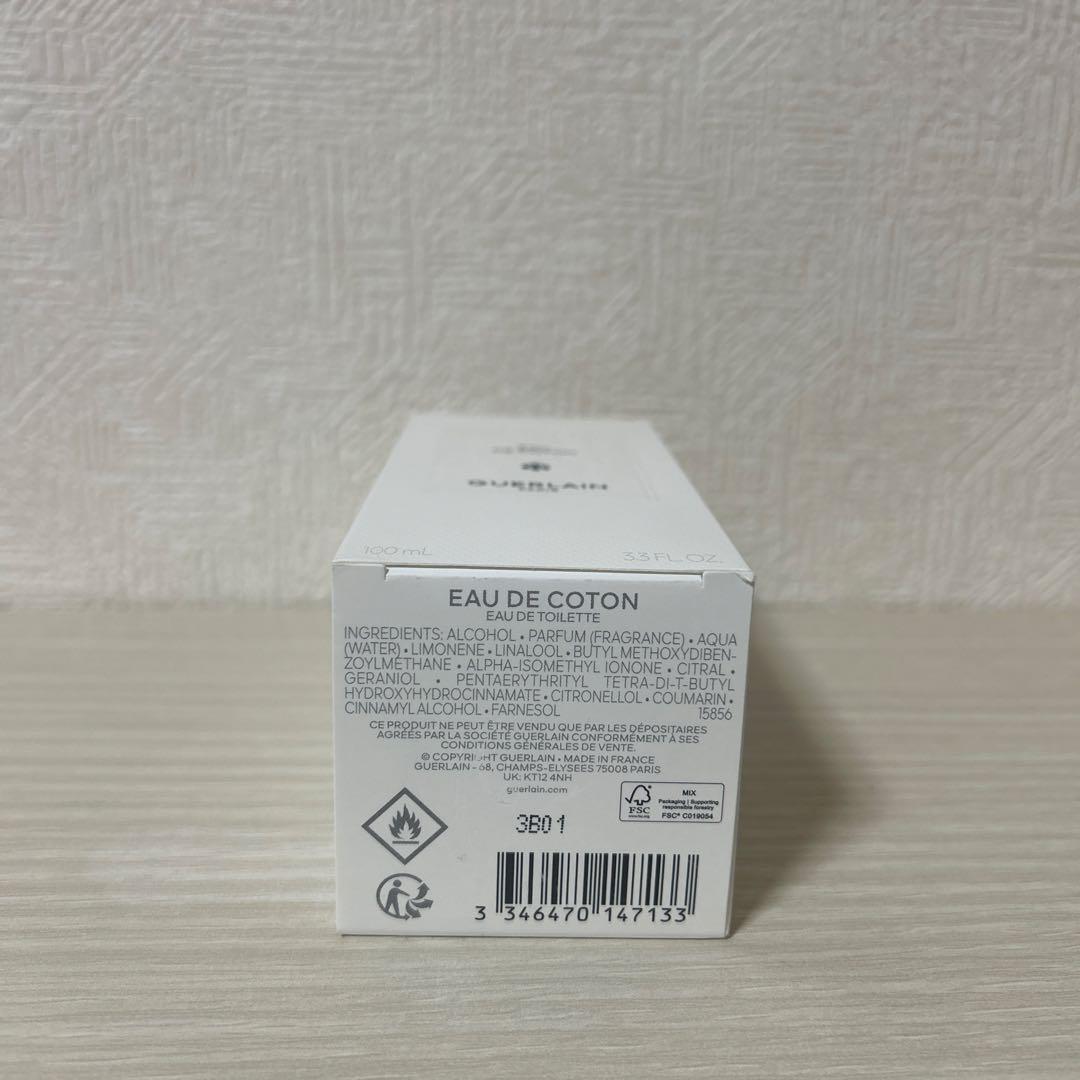 GUERLAIN
PARIS
100 mL
3.3 FL. OZ.
EAU DE COTON
EAU DE TOILETTE
INGREDIENTS: ALCOHOL • PARFUM (FRAGRANCE) • AQUA
(WATER) • LIMONENE • LINALOOL • BUTYL METHOXYDIBEN-
ZOYLMETHANE • ALPHA-ISOMETHYL IONONE • CITRAL •
GERANIOL • PENTAERYTHRITYL TETRA-DI-T-BUTYL
HYDROXYHYDROCINNAMATE • CITRONELLOL • COUMARIN •
CINNAMYL ALCOHOL • FARNESOL 15856
CE PRODUIT NE PEUT ÊTRE VENDU QUE PAR LES DÉPOSITAIRES
AGRÉÉS PAR LA SOCIÉTÉ GUERLAIN CONFORMÉMENT À SES
CONDITIONS GÉNÉRALES DE VENTE.
© COPYRIGHT GUERLAIN • MADE IN FRANCE
GUERLAIN - 68, CHAMPS-ELYSEES 75008 PARIS
UK: KT12 4NH
guerlain.com
3B01
FSC
www.fsc.org
MIX
Packaging | Supporting
responsible forestry
FSC® C019054
3 346470 147133